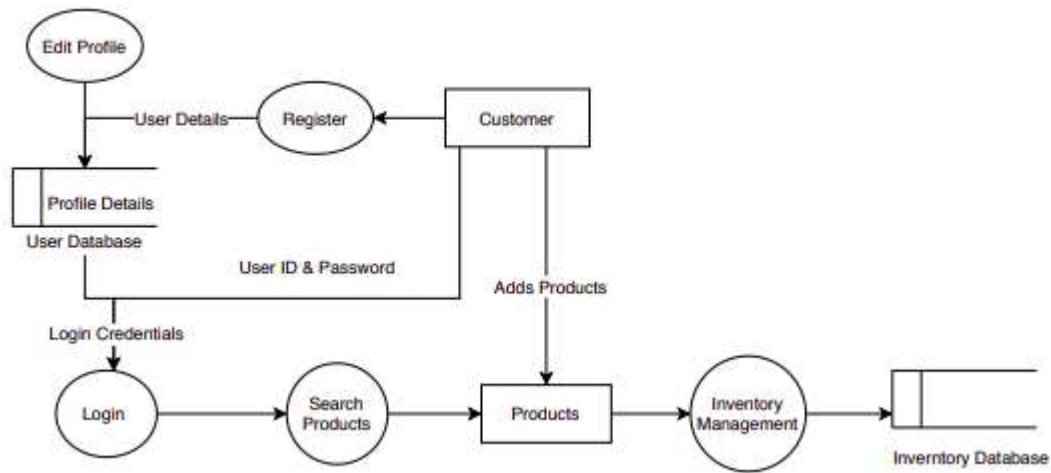 Edit Profile
User Details
Register
Customer
Profile Details
User Database
User ID & Password
Adds Products
Login Credentials
Login
Search
Products
Products
Inventory
Management
Inverntory Database